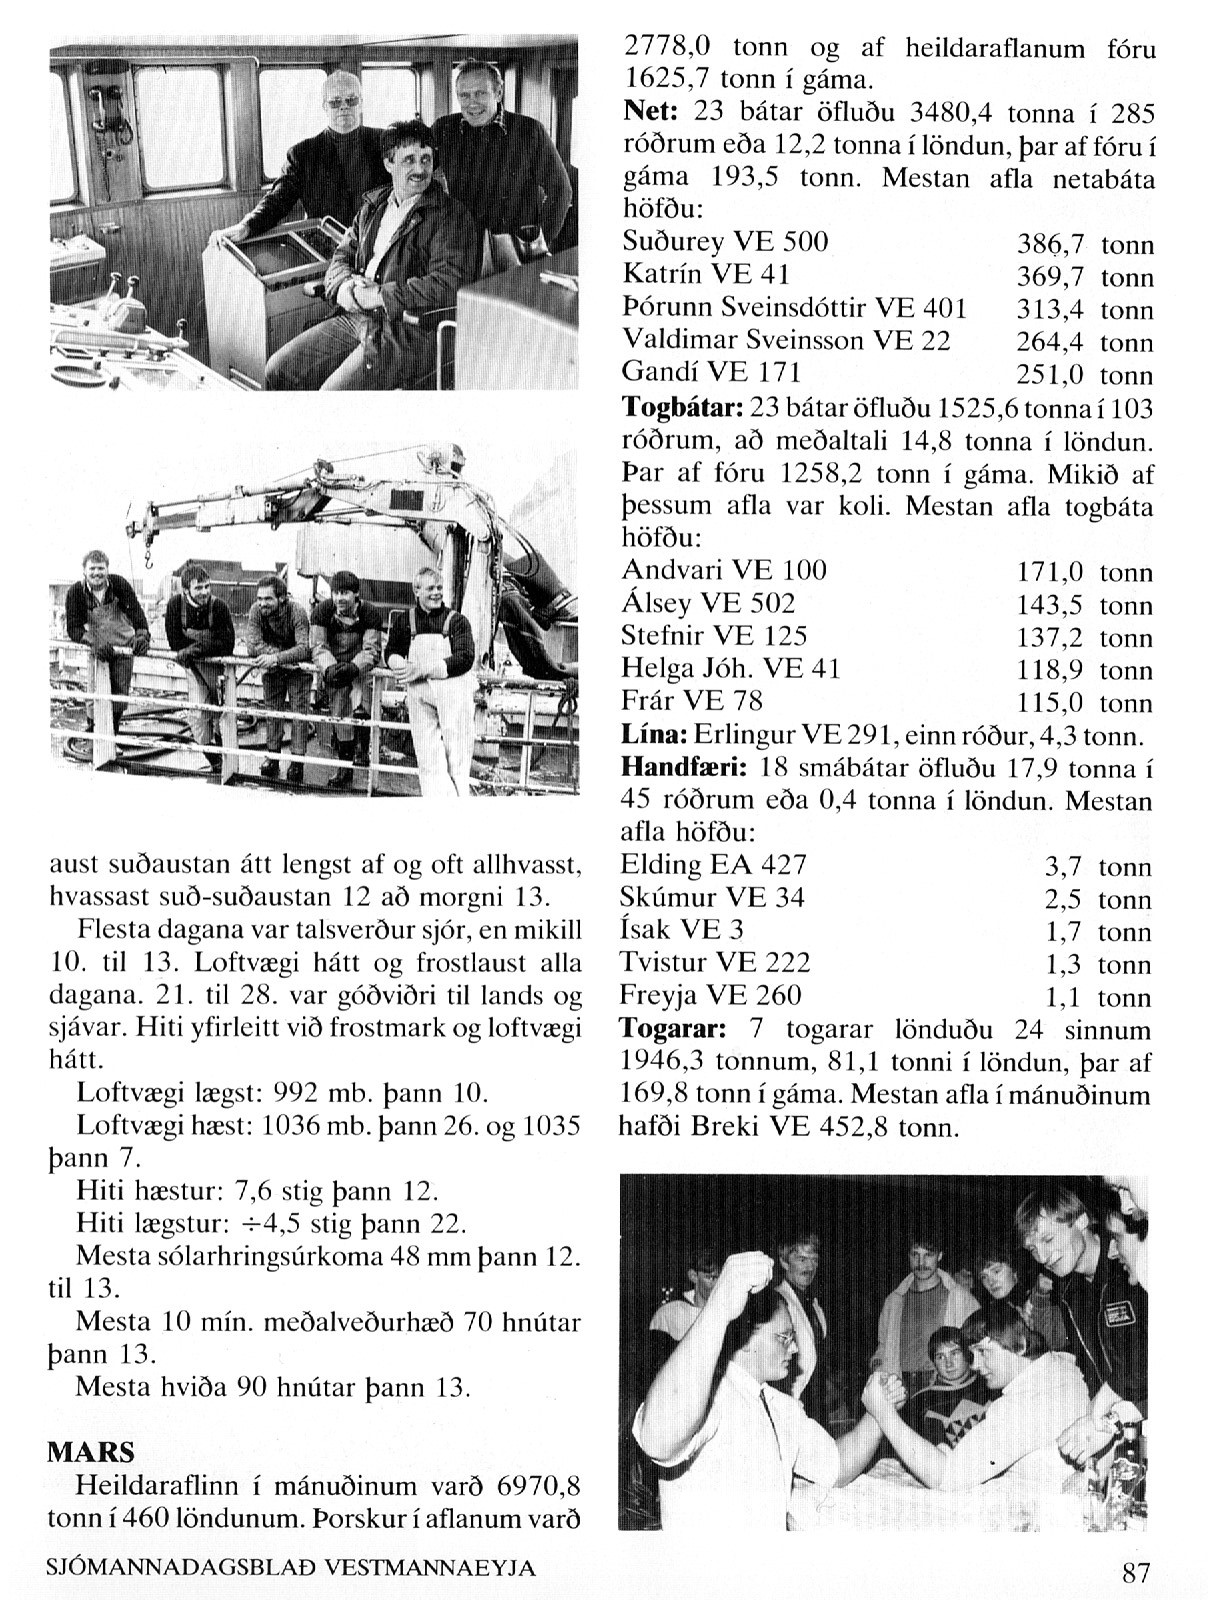 aust suðaustan átt lengst af og oft allhvasst,
hvassast suð-suðaustan 12 að morgni 13.
Flesta dagana var talsverður sjór, en mikill
10. til 13. Loftvægi hátt og frostlaust alla
dagana. 21. til 28. var góðviðri til lands og
sjávar. Hiti yfirleitt við frostmark og loftvægi
hátt.
Loftvægi lægst: 992 mb. þann 10.
Loftvægi hæst: 1036 mb. þann 26. og 1035
þann 7.
Hiti hæstur: 7,6 stig þann 12.
Hiti lægstur: ÷4,5 stig þann 22.
Mesta sólarhringsúrkoma 48 mm þann 12.
til 13.
Mesta 10 mín. meðalveðurhæð 70 hnútar
þann 13.
Mesta hviða 90 hnútar þann 13.
MARS
Heildaraflinn í mánuðinum varð 6970,8
tonn í 460 löndunum. Þorskur í aflanum varð
2778,0 tonn og af heildaraflanum fóru
1625,7 tonn í gáma.
Net: 23 bátar öfluðu 3480,4 tonna í 285
róðrum eða 12,2 tonna í löndun, þar af fóru í
gáma 193,5 tonn. Mestan afla netabáta
höfðu:
Suðurey VE 500 386,7 tonn
Katrín VE 41 369,7 tonn
Þórunn Sveinsdóttir VE 401 313,4 tonn
Valdimar Sveinsson VE 22 264,4 tonn
Gandí VE 171 251,0 tonn
Togbátar: 23 bátar öfluðu 1525,6 tonna í 103
róðrum, að meðaltali 14,8 tonna í löndun.
Þar af fóru 1258,2 tonn í gáma. Mikið af
þessum afla var koli. Mestan afla togbáta
höfðu:
Andvari VE 100 171,0 tonn
Álsey VE 502 143,5 tonn
Stefnir VE 125 137,2 tonn
Helga Jóh. VE 41 118,9 tonn
Frár VE 78 115,0 tonn
Lína: Erlingur VE 291, einn róður, 4,3 tonn.
Handfæri: 18 smábátar öfluðu 17,9 tonna í
45 róðrum eða 0,4 tonna í löndun. Mestan
afla höfðu:
Elding EA 427 3,7 tonn
Skúmur VE 34 2,5 tonn
Ísak VE 3 1,7 tonn
Tvistur VE 222 1,3 tonn
Freyja VE 260 1,1 tonn
Togarar: 7 togarar lönduðu 24 sinnum
1946,3 tonnum, 81,1 tonni í löndun, þar af
169,8 tonn í gáma. Mestan afla í mánuðinum
hafði Breki VE 452,8 tonn.
SJÓMANNADAGSBLAÐ VESTMANNAEYJA
87